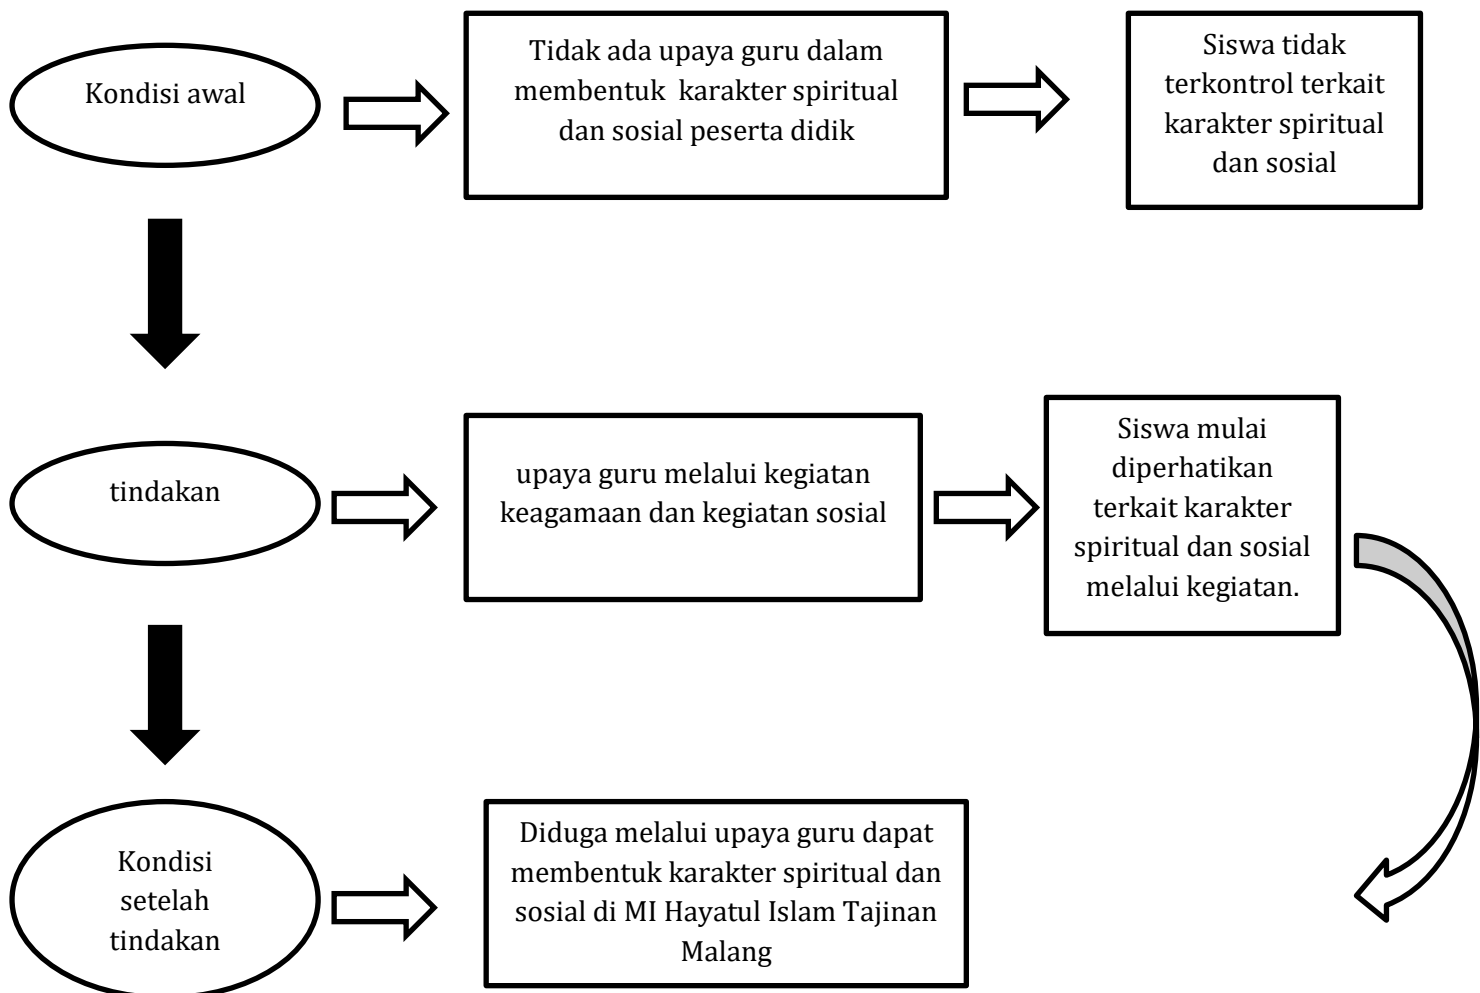 Kondisi awal
Tidak ada upaya guru dalam
membentuk  karakter spiritual
dan sosial peserta didik
Siswa tidak
terkontrol terkait
karakter spiritual
dan sosial
tindakan
upaya guru melalui kegiatan
keagamaan dan kegiatan sosial
Siswa mulai
diperhatikan
terkait karakter
spiritual dan sosial
melalui kegiatan.
Kondisi
setelah
tindakan
Diduga melalui upaya guru dapat
membentuk karakter spiritual dan
sosial di MI Hayatul Islam Tajinan
Malang